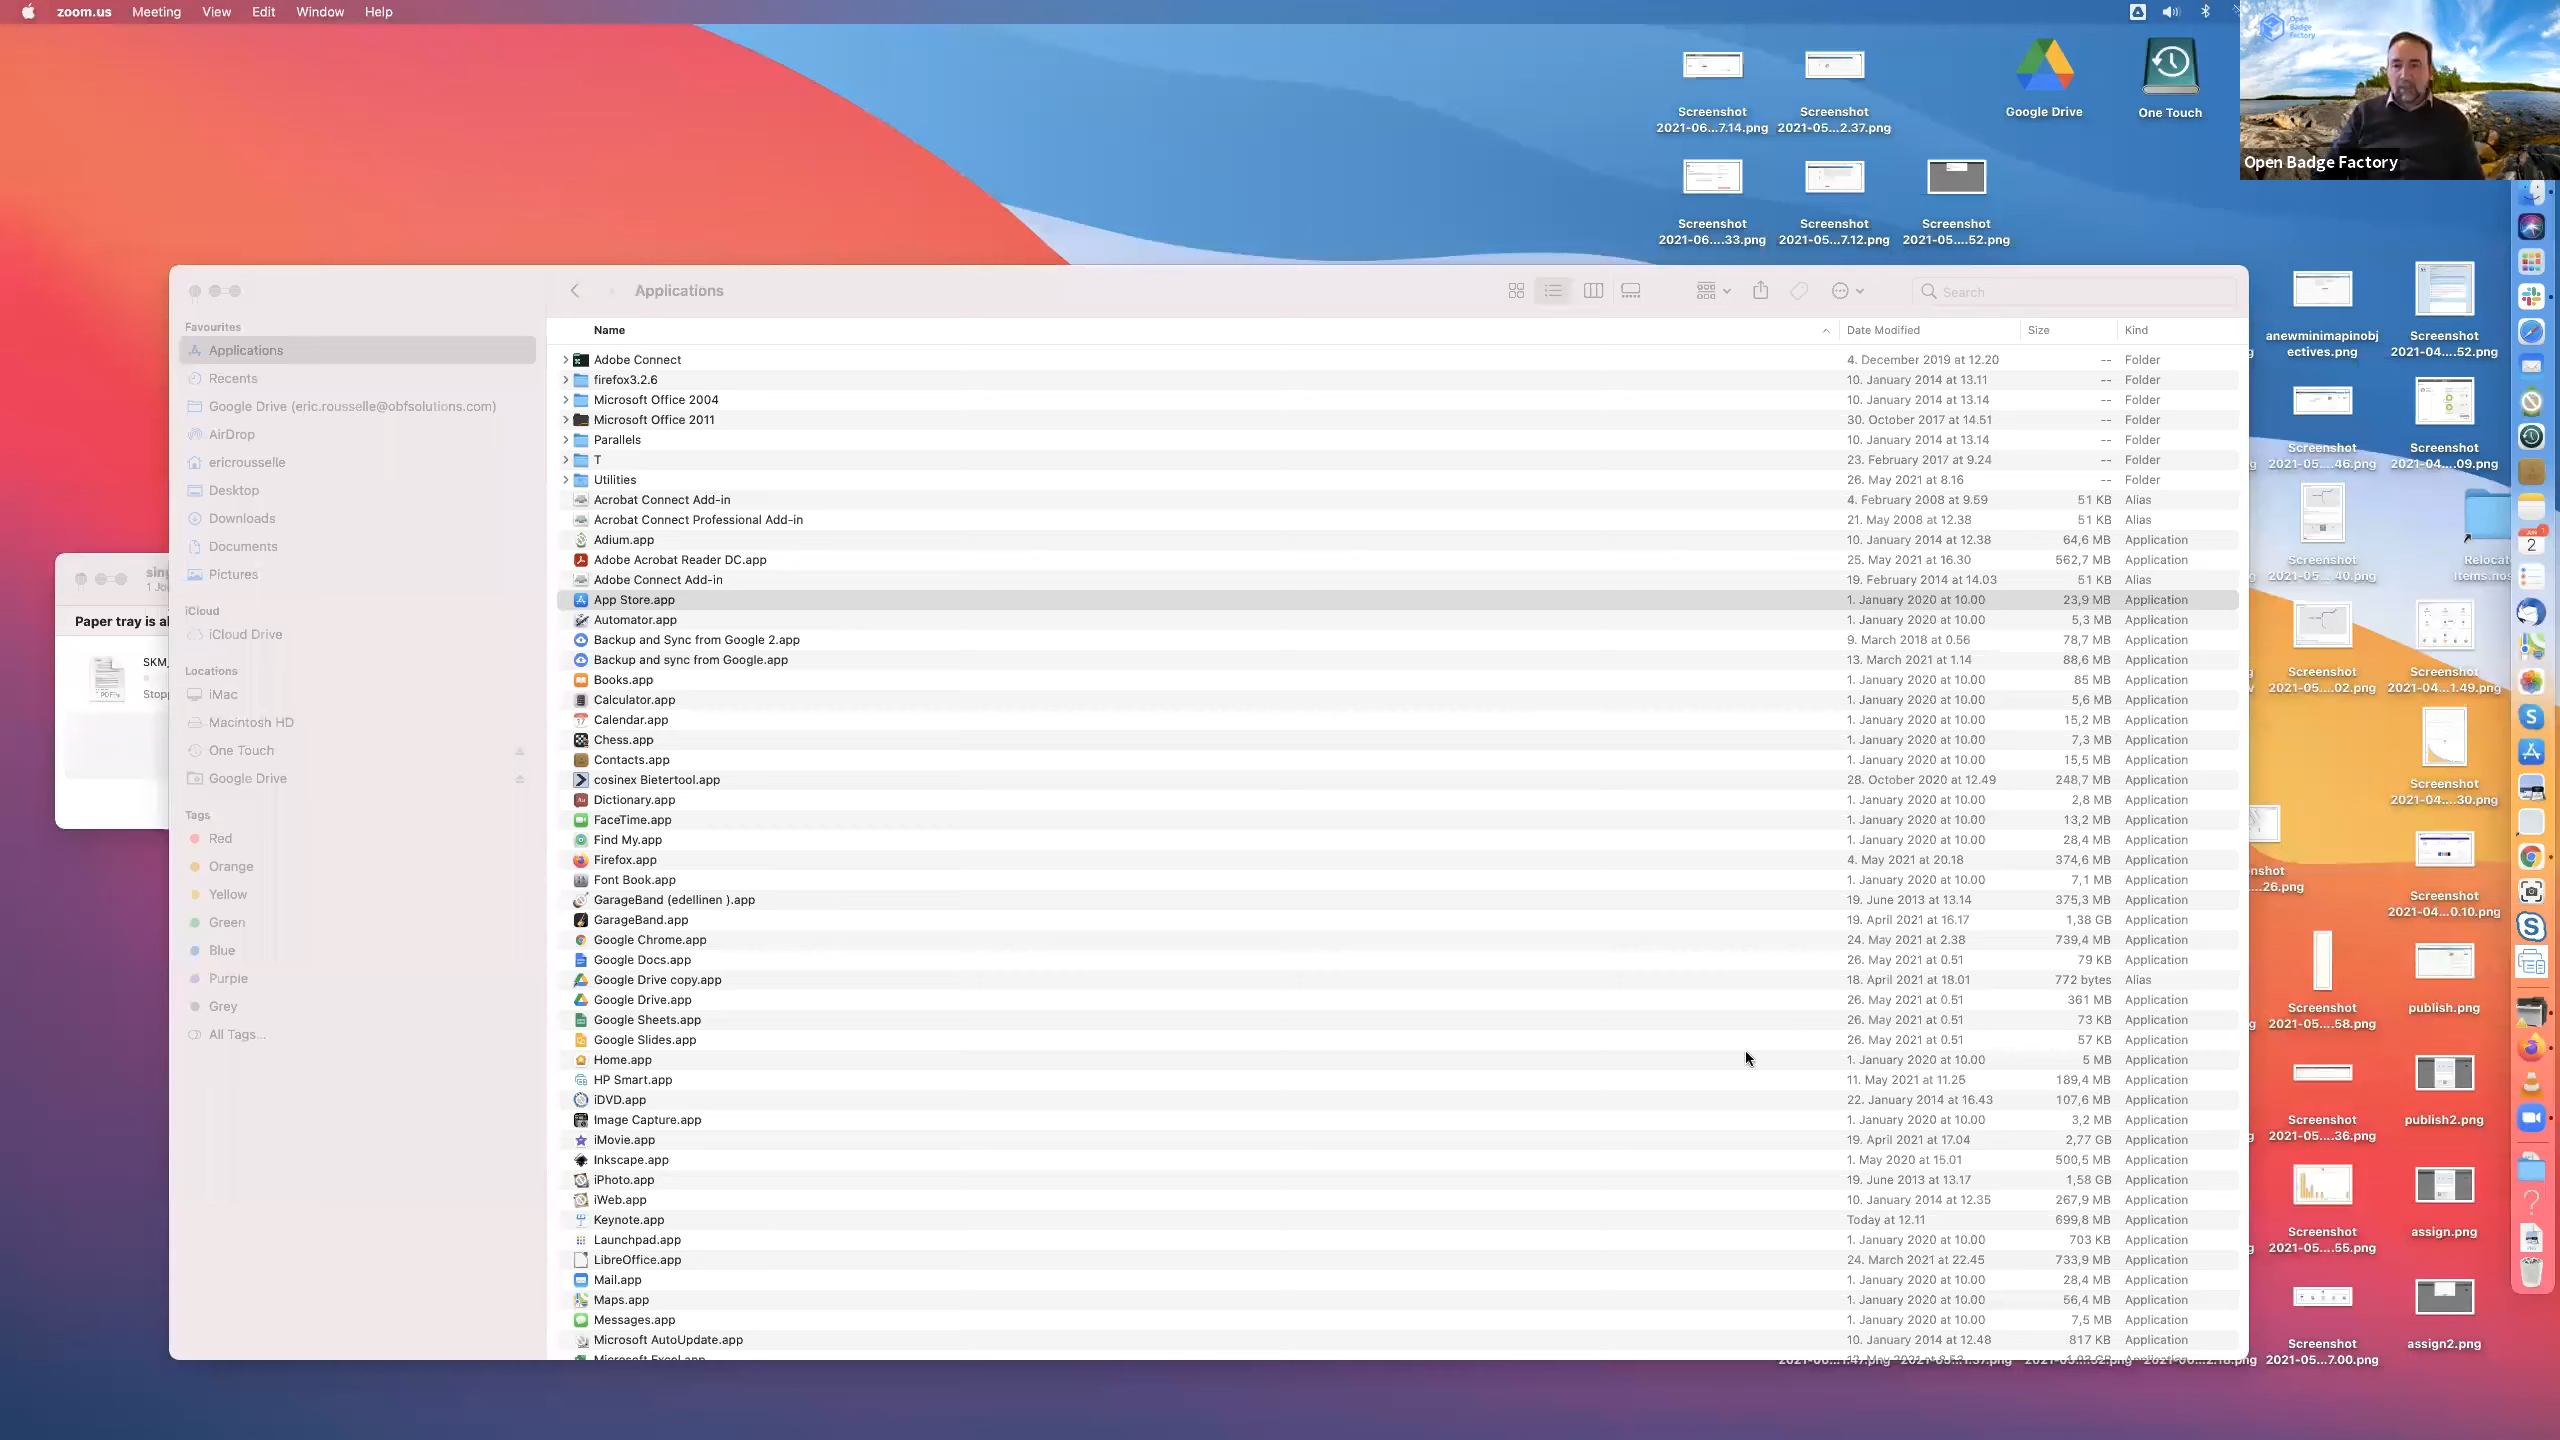 zoom.us Meeting View Edit Window Help
Open Badge Factory
Open Badge Factory
Screenshot 2021-06...7.14.png
Screenshot 2021-05...2.37.png
Google Drive
One Touch
Screenshot 2021-06....33.png
Screenshot 2021-05...7.12.png
Screenshot 2021-05....52.png
Applications
Search
Favourites
Applications
Recents
Google Drive (eric.rousselle@obfsolutions.com)
AirDrop
ericrousselle
Desktop
Downloads
Documents
Pictures
iCloud
iCloud Drive
Locations
iMac
Macintosh HD
One Touch
Google Drive
Tags
Red
Orange
Yellow
Green
Blue
Purple
Grey
All Tags...
Paper tray is
Name Date Modified Size Kind
Adobe Connect 4. December 2019 at 12.20 -- Folder
firefox3.2.6 10. January 2014 at 13.11 -- Folder
Microsoft Office 2004 10. January 2014 at 13.14 -- Folder
Microsoft Office 2011 30. October 2017 at 14.51 -- Folder
Parallels 10. January 2014 at 13.14 -- Folder
T 23. February 2017 at 9.24 -- Folder
Utilities 26. May 2021 at 8.16 -- Folder
Acrobat Connect Add-in 4. February 2008 at 9.59 51 KB Alias
Acrobat Connect Professional Add-in 21. May 2008 at 12.38 51 KB Alias
Adium.app 10. January 2014 at 12.38 64,6 MB Application
Adobe Acrobat Reader DC.app 25. May 2021 at 16.30 562,7 MB Application
Adobe Connect Add-in 19. February 2014 at 14.03 51 KB Alias
App Store.app 1. January 2020 at 10.00 23,9 MB Application
Automator.app 1. January 2020 at 10.00 5,3 MB Application
Backup and Sync from Google 2.app 9. March 2018 at 0.56 78,7 MB Application
Backup and sync from Google.app 13. March 2021 at 1.14 88,6 MB Application
Books.app 1. January 2020 at 10.00 85 MB Application
Calculator.app 1. January 2020 at 10.00 5,6 MB Application
Calendar.app 1. January 2020 at 10.00 15,2 MB Application
Chess.app 1. January 2020 at 10.00 7,3 MB Application
Contacts.app 1. January 2020 at 10.00 15,5 MB Application
cosinex Bietertool.app 28. October 2020 at 12.49 248,7 MB Application
Dictionary.app 1. January 2020 at 10.00 2,8 MB Application
FaceTime.app 1. January 2020 at 10.00 13,2 MB Application
Find My.app 1. January 2020 at 10.00 28,4 MB Application
Firefox.app 4. May 2021 at 20.18 374,6 MB Application
Font Book.app 1. January 2020 at 10.00 7,1 MB Application
GarageBand (edellinen ).app 19. June 2013 at 13.14 375,3 MB Application
GarageBand.app 19. April 2021 at 16.17 1,38 GB Application
Google Chrome.app 24. May 2021 at 2.38 739,4 MB Application
Google Docs.app 26. May 2021 at 0.51 79 KB Application
Google Drive copy.app 18. April 2021 at 18.01 772 bytes Alias
Google Drive.app 26. May 2021 at 0.51 361 MB Application
Google Sheets.app 26. May 2021 at 0.51 73 KB Application
Google Slides.app 26. May 2021 at 0.51 57 KB Application
Home.app 1. January 2020 at 10.00 5 MB Application
HP Smart.app 11. May 2021 at 11.25 189,4 MB Application
iDVD.app 22. January 2014 at 16.43 107,6 MB Application
Image Capture.app 1. January 2020 at 10.00 3,2 MB Application
iMovie.app 19. April 2021 at 17.04 2,77 GB Application
Inkscape.app 1. May 2020 at 15.01 500,5 MB Application
iPhoto.app 19. June 2013 at 13.17 1,58 GB Application
iWeb.app 10. January 2014 at 12.35 267,9 MB Application
Keynote.app Today at 12.11 699,8 MB Application
Launchpad.app 1. January 2020 at 10.00 703 KB Application
LibreOffice.app 24. March 2021 at 22.45 733,9 MB Application
Mail.app 1. January 2020 at 10.00 28,4 MB Application
Maps.app 1. January 2020 at 10.00 56,4 MB Application
Messages.app 1. January 2020 at 10.00 7,5 MB Application
Microsoft AutoUpdate.app 10. January 2014 at 12.48 817 KB Application
anewminimapinobj
ectives.png
Screenshot 2021-04....52.png
Screenshot 2021-05....46.png
Screenshot 2021-04....09.png
Screenshot 2021-05....40.png
Screenshot 2021-05....02.png
Screenshot 2021-04...1.49.png
Screenshot 2021-04....30.png
Screenshot 2021-04...0.10.png
Screenshot 2021-05....58.png
publish.png
Screenshot 2021-05....36.png
publish2.png
Screenshot 2021-05....55.png
assign.png
Screenshot 2021-05...7.00.png
assign2.png